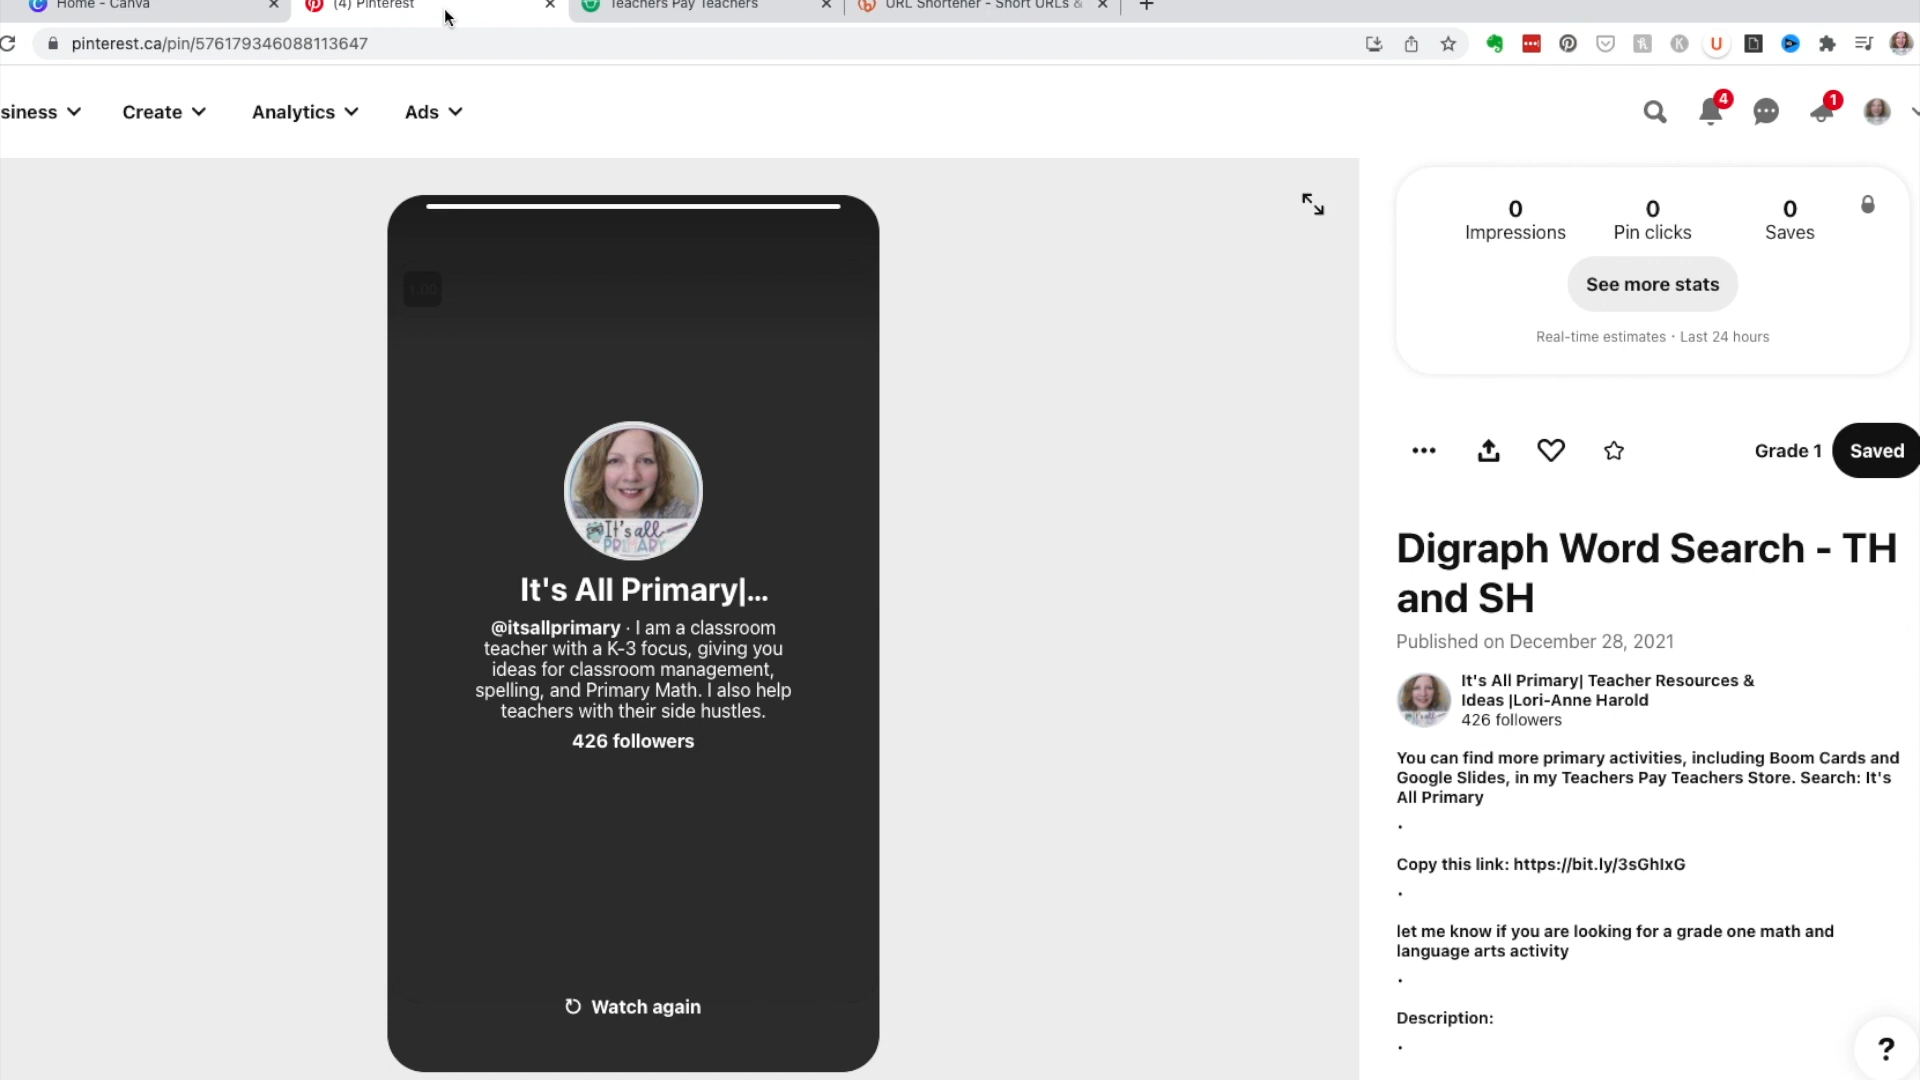 Home - Canva
(4) Pinterest
Teachers Pay Teachers
URL Shortener - Short URLs &
pinterest.ca/pin/576179346088113647
siness
Create
Analytics
Ads
4
1
1.00
It's all
PRIMARY
It's All Primary|...
@itsallprimary · I am a classroom
teacher with a K-3 focus, giving you
ideas for classroom management,
spelling, and Primary Math. I also help
teachers with their side hustles.
426 followers
Watch again
0
Impressions
0
Pin clicks
0
Saves
See more stats
Real-time estimates · Last 24 hours
Grade 1
Saved
Digraph Word Search - TH
and SH
Published on December 28, 2021
It's All Primary| Teacher Resources &
Ideas |Lori-Anne Harold
426 followers
You can find more primary activities, including Boom Cards and
Google Slides, in my Teachers Pay Teachers Store. Search: It's
All Primary
.
Copy this link: https://bit.ly/3sGhIxG
.
let me know if you are looking for a grade one math and
language arts activity
.
Description:
.
?